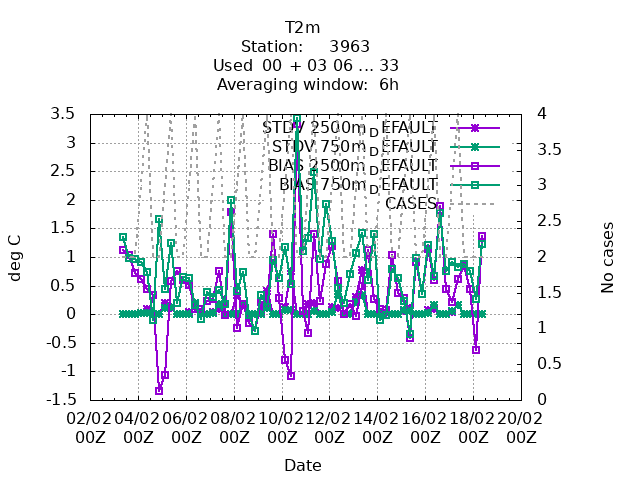 T2m
Station: 3963
Used 00 + 03 06 ... 33
Averaging window: 6h
3.5
3
2.5
2
1.5
1
0.5
0
-0.5
-1
-1.5
deg C
4
3.5
3
2.5
2
1.5
1
0.5
0
No cases
STDV 2500m_DEFAULT
STDV 750m_DEFAULT
BIAS 2500m_DEFAULT
BIAS 750m_DEFAULT
CASES
02/02 04/02 06/02 08/02 10/02 12/02 14/02 16/02 18/02 20/02
00Z 00Z 00Z 00Z 00Z 00Z 00Z 00Z 00Z 00Z
Date